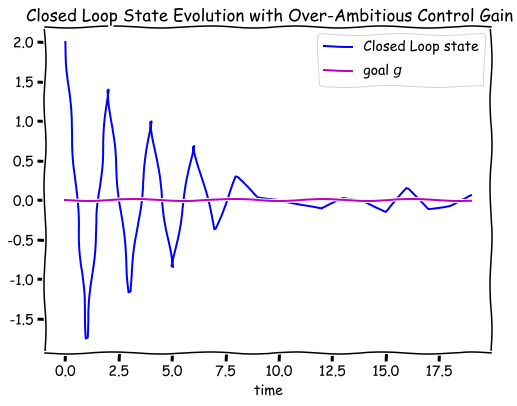 Closed Loop State Evolution with Over-Ambitious Control Gain
Closed Loop state
goal g
2.0
1.5
1.0
0.5
0.0
-0.5
-1.0
-1.5
0.0 2.5 5.0 7.5 10.0 12.5 15.0 17.5
time